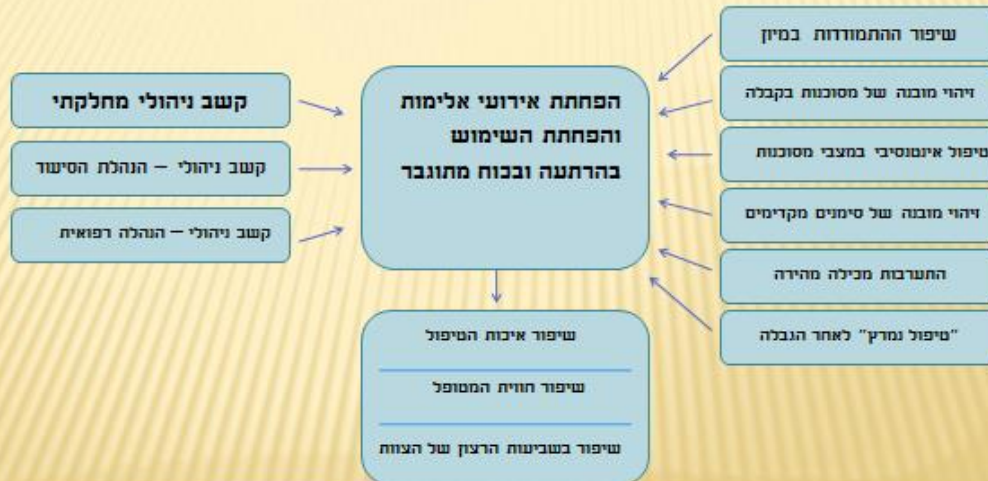 שיפור ההתמודדות במיון
זיהוי מובנה של מסוכנות בקבלה
טיפול אינטנסיבי במצבי מסוכנות
זיהוי מובנה של סימנים מקדימים
התערבות מכילה מהירה
"טיפול נמרץ" לאחר הגבלה
הפחתת אירועי אלימות
והפחתת השימוש
בהרתעה ובכוח מתוגבר
קשב ניהולי מחלקתי
קשב ניהולי – הנהלת הסיעוד
קשב ניהולי – הנהלה רפואית
שיפור איכות הטיפול
שיפור חווית המטופל
שיפור בשביעות הרצון של הצוות